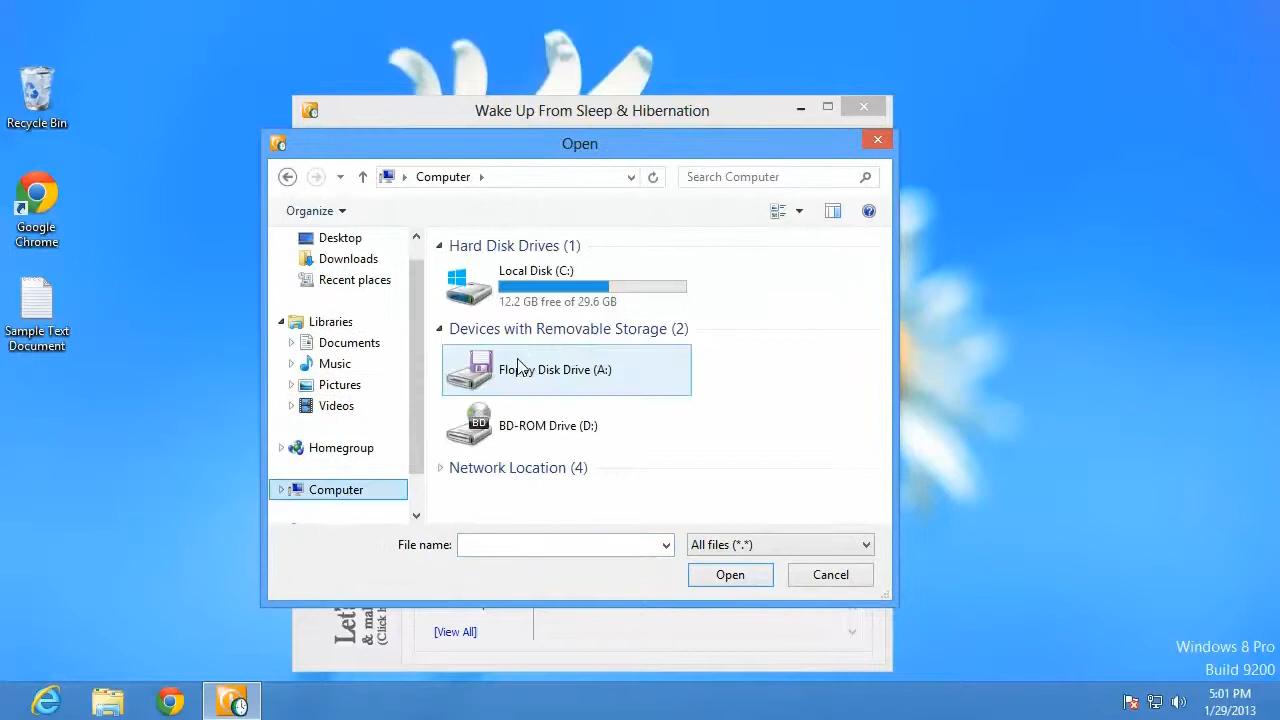 Recycle Bin
Google
Chrome
Sample Text
Document
Wake Up From Sleep & Hibernation
Open
Computer
Search Computer
Organize
Desktop
Downloads
Recent places
Libraries
Documents
Music
Pictures
Videos
Homegroup
Computer
Hard Disk Drives (1)
Local Disk (C:)
12.2 GB free of 29.6 GB
Devices with Removable Storage (2)
Floppy Disk Drive (A:)
BD
BD-ROM Drive (D:)
Network Location (4)
File name:
All files (*.*)
Open
Cancel
Let's
& mal
(Click h
[View All]
Windows 8 Pro
Build 9200
5:01 PM
1/29/2013